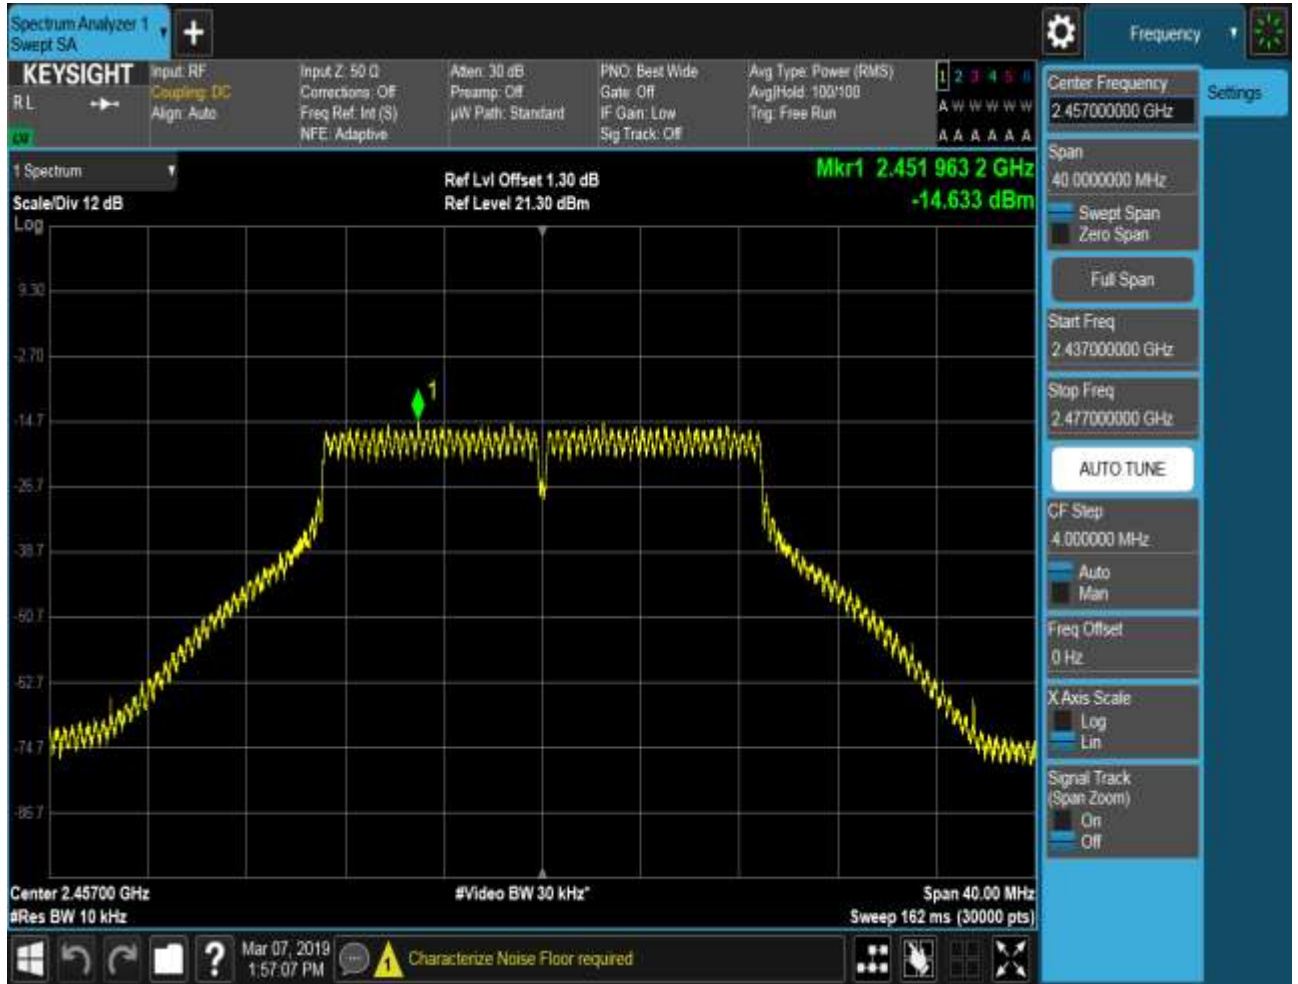 Spectrum Analyzer 1
Swept SA
+
Frequency
KEYSIGHT
R L
LXI
Input: RF
Coupling: DC
Align: Auto
Input Z: 50 Ω
Corrections: Off
Freq Ref: Int (S)
NFE: Adaptive
Atten: 30 dB
Preamp: Off
µW Path: Standard
PNO: Best Wide
Gate: Off
IF Gain: Low
Sig Track: Off
Avg Type: Power (RMS)
Avg|Hold: 100/100
Trig: Free Run
1 2 3 4 5 6
A W W W W W
A A A A A A
1 Spectrum
Scale/Div 12 dB
Log
Ref Lvl Offset 1.30 dB
Ref Level 21.30 dBm
Mkr1 2.451 963 2 GHz
-14.633 dBm
9.30
-2.70
-14.7
-26.7
-38.7
-50.7
-62.7
-74.7
-86.7
1
Center 2.45700 GHz
#Res BW 10 kHz
#Video BW 30 kHz*
Span 40.00 MHz
Sweep 162 ms (30000 pts)
Center Frequency
2.457000000 GHz
Settings
Span
40.0000000 MHz
Swept Span
Zero Span
Full Span
Start Freq
2.437000000 GHz
Stop Freq
2.477000000 GHz
AUTO TUNE
CF Step
4.000000 MHz
Auto
Man
Freq Offset
0 Hz
X Axis Scale
Log
Lin
Signal Track
(Span Zoom)
On
Off
?
Mar 07, 2019
1:57:07 PM
1
Characterize Noise Floor required